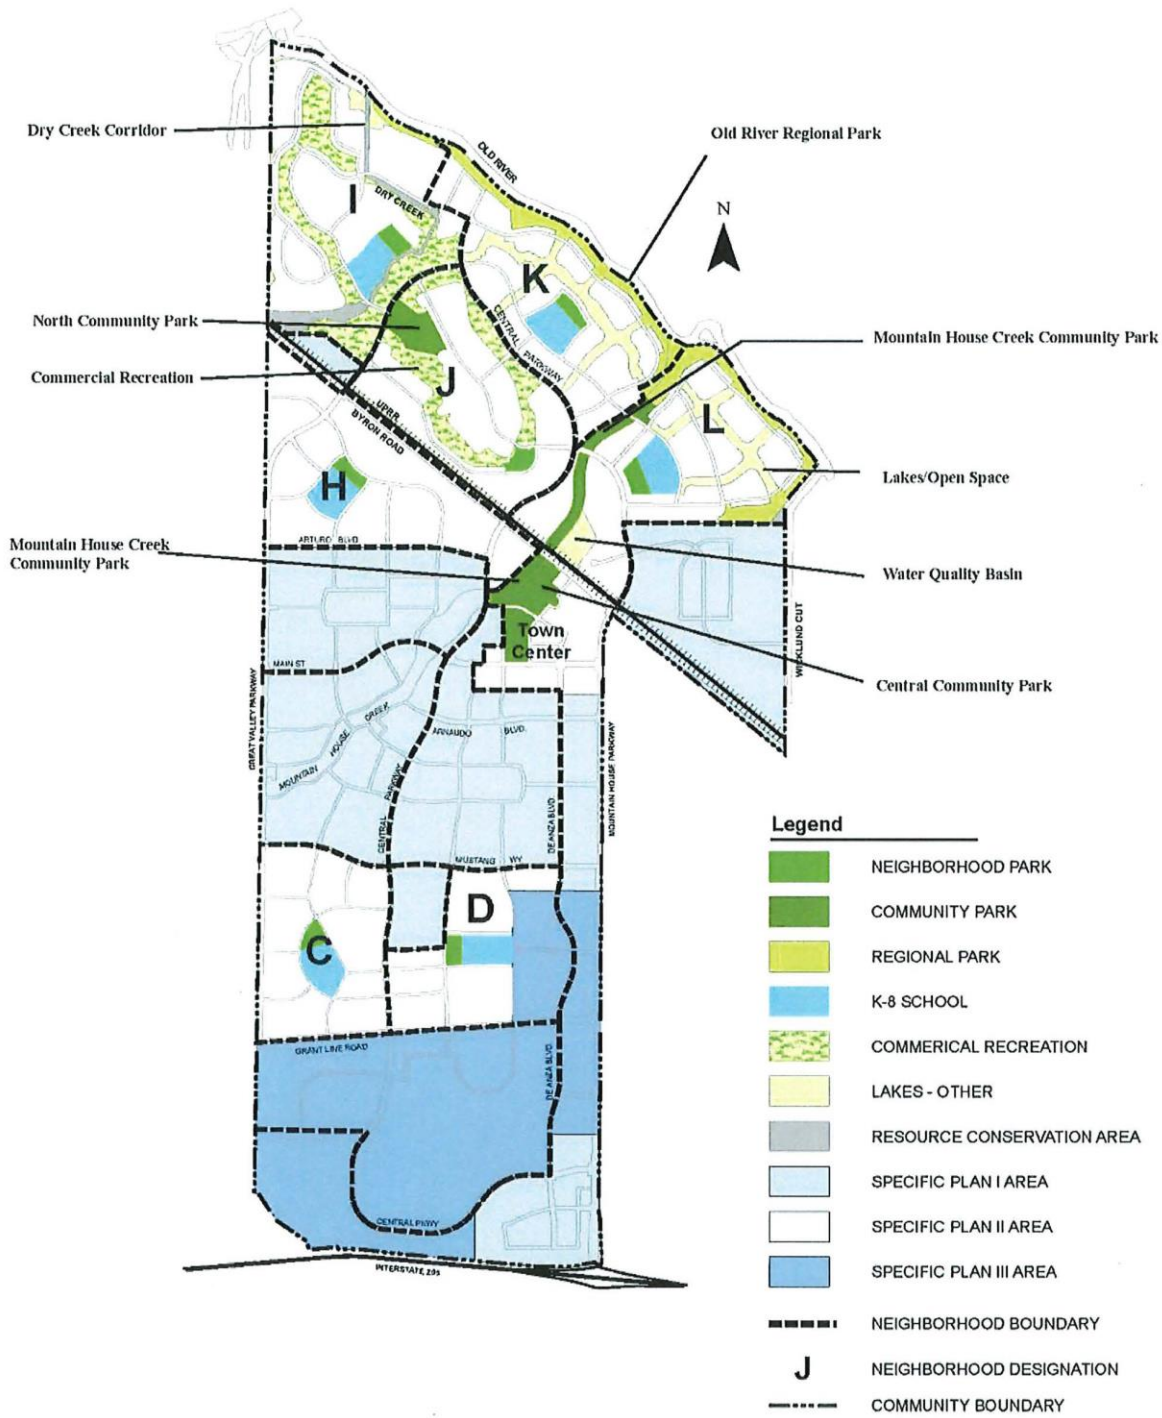 Dry Creek Corridor
Old River Regional Park
OLD RIVER
N
I
DRY CREEK
K
North Community Park
CENTRAL PARKWAY
Mountain House Creek Community Park
Commercial Recreation
J
UPRR
BYRON ROAD
L
H
Lakes/Open Space
ARTURO BLVD
Mountain House Creek
Community Park
Water Quality Basin
Town
Center
WICKLUND CUT
MAIN ST
Central Community Park
GREAT VALLEY PARKWAY
MOUNTAIN HOUSE CREEK
ARNAUDO BLVD.
CENTRAL PARKWAY
MOUNTAIN HOUSE PARKWAY
DE ANZA BLVD.
MUSTANG WY
D
C
GRANT LINE ROAD
DE ANZA BLVD.
CENTRAL PKWY
INTERSTATE 205
Legend
NEIGHBORHOOD PARK
COMMUNITY PARK
REGIONAL PARK
K-8 SCHOOL
COMMERICAL RECREATION
LAKES - OTHER
RESOURCE CONSERVATION AREA
SPECIFIC PLAN I AREA
SPECIFIC PLAN II AREA
SPECIFIC PLAN III AREA
NEIGHBORHOOD BOUNDARY
J NEIGHBORHOOD DESIGNATION
COMMUNITY BOUNDARY